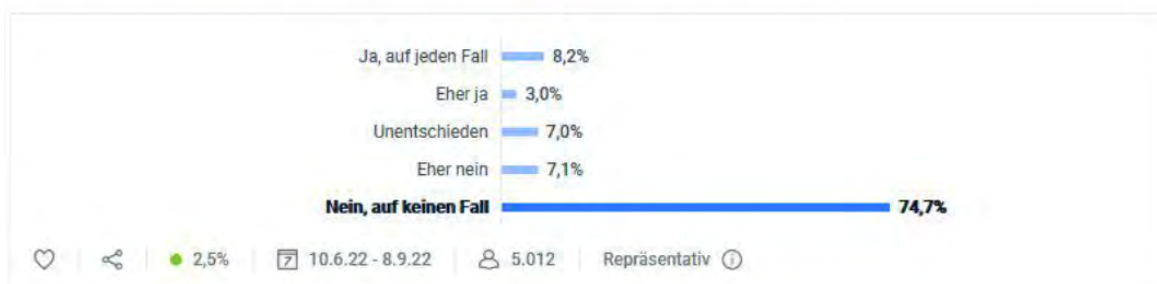 Ja, auf jeden Fall 8,2%
Eher ja 3,0%
Unentschieden 7,0%
Eher nein 7,1%
Nein, auf keinen Fall 74,7%
2,5% 7 10.6.22 - 8.9.22 5.012 Repräsentativ i